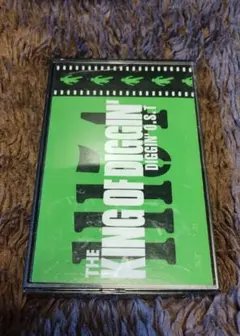 THE
KING OF DIGGIN'
DIGGIN' O.S.T